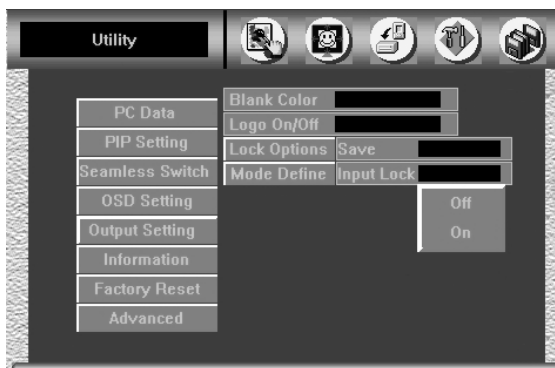 Utility
PC Data
PIP Setting
Seamless Switch
OSD Setting
Output Setting
Information
Factory Reset
Advanced
Blank Color
Logo On/Off
Lock Options Save
Mode Define Input Lock
Off
On